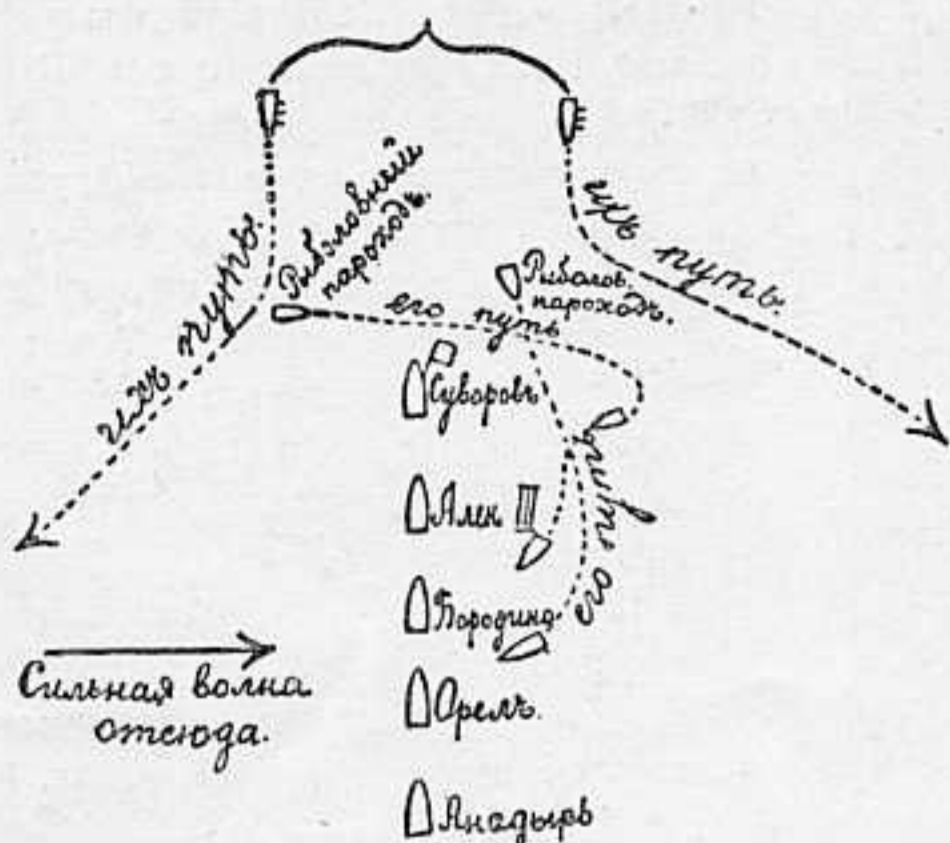 Рыболовный
пароходъ.
ихъ путь.
ихъ путь.
Рыболов.
пароходъ.
его путь
Суворовъ
его путь
Алек III
Бородино
Сильная волна
отсюда.
Орелъ.
Анадырь